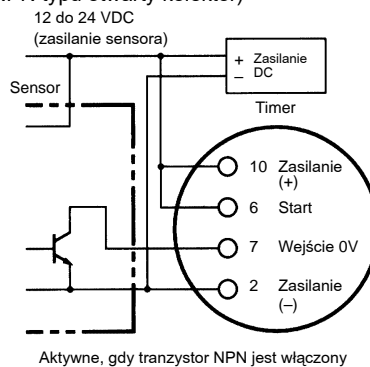 typu otwarty kolektor)
12 do 24 VDC
(zasilanie sensora)
+ Zasilanie
– DC
Sensor
Timer
10 Zasilanie
(+)
6 Start
7 Wejście 0V
2 Zasilanie
(–)
Aktywne, gdy tranzystor NPN jest włączony